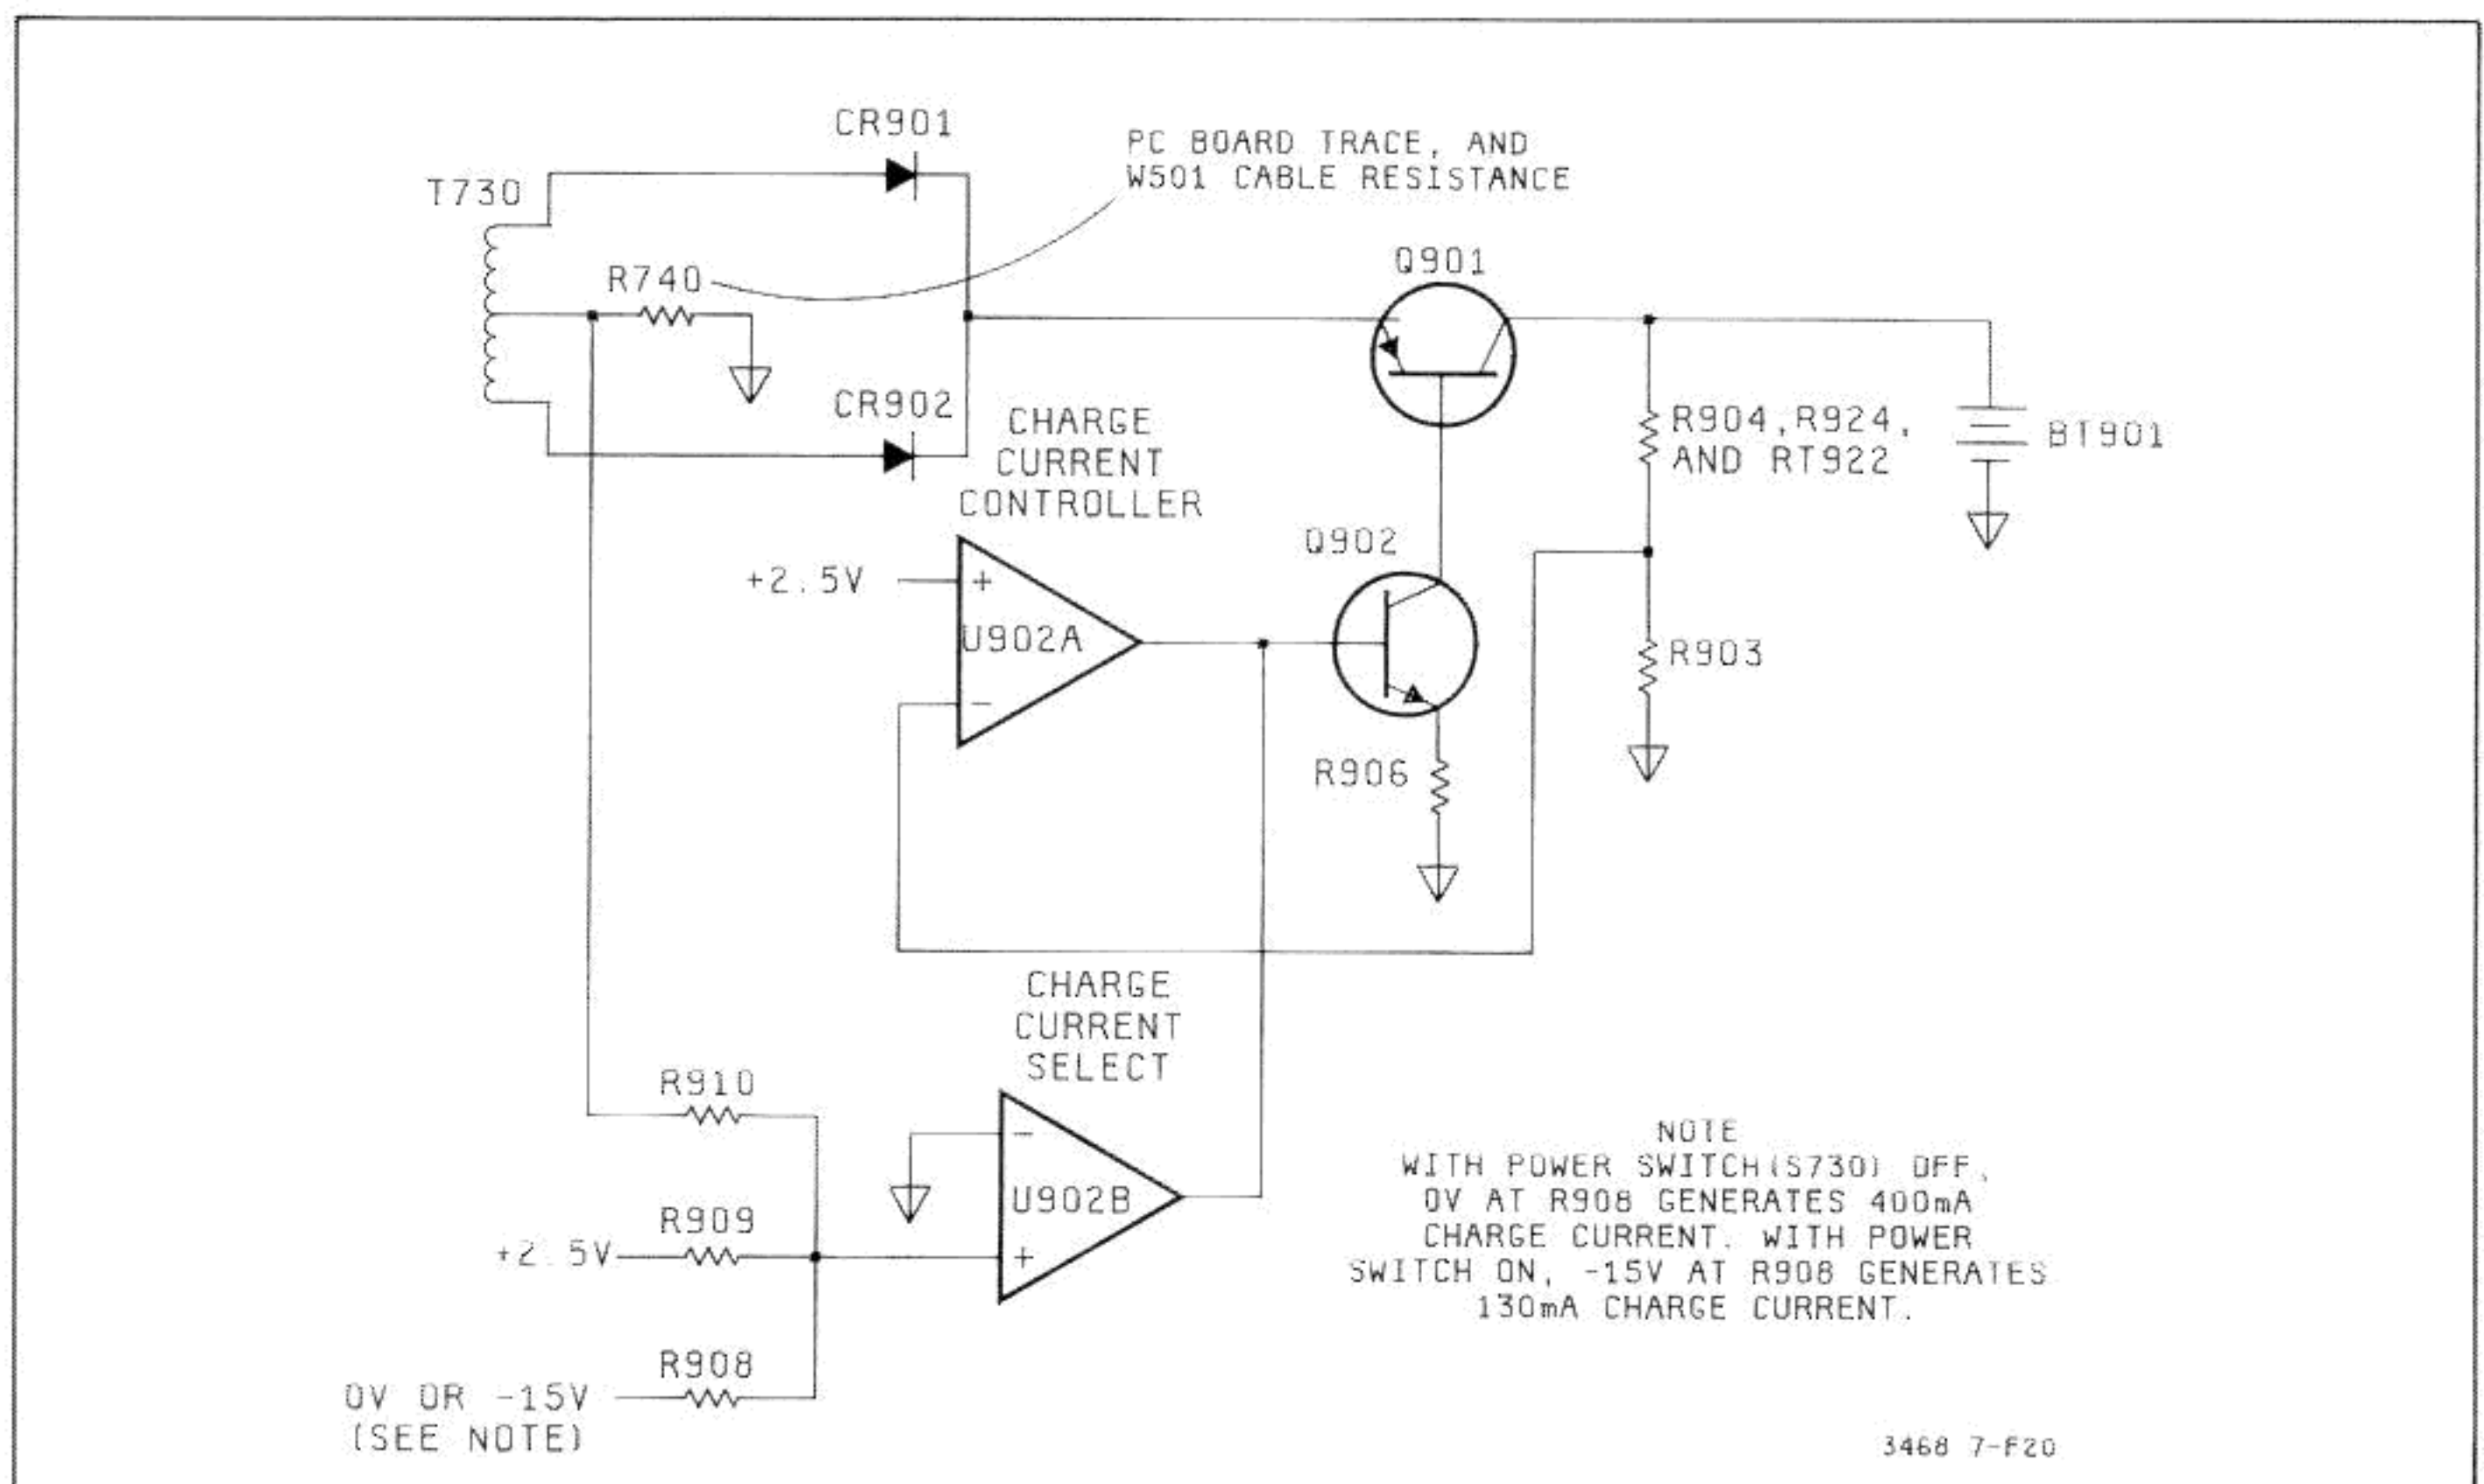 CR901
PC BOARD TRACE, AND
W501 CABLE RESISTANCE
T730
R740
Q901
CR902
CHARGE
CURRENT
CONTROLLER
R904,R924,
AND RT922
BT901
+2.5V
+
U902A
-
Q902
R903
R906
CHARGE
CURRENT
SELECT
R910
-
U902B
+
R909
+2.5V
R908
0V OR -15V
(SEE NOTE)
NOTE
WITH POWER SWITCH(S730) OFF,
0V AT R908 GENERATES 400mA
CHARGE CURRENT. WITH POWER
SWITCH ON, -15V AT R908 GENERATES
130mA CHARGE CURRENT.
3468 7-F20